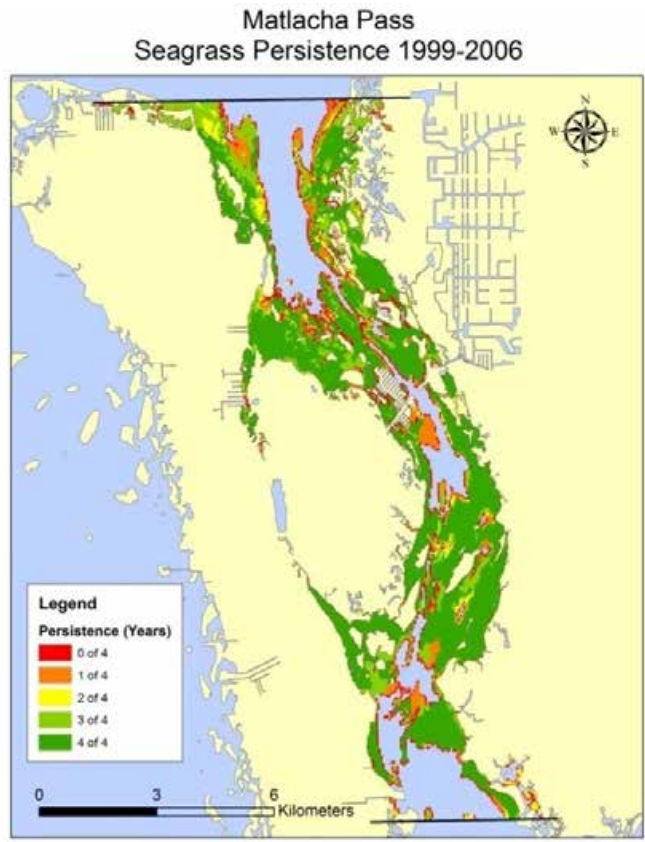 Matlacha Pass
Seagrass Persistence 1999-2006
N
W E
S
Legend
Persistence (Years)
0 of 4
1 of 4
2 of 4
3 of 4
4 of 4
0 3 6
Kilometers